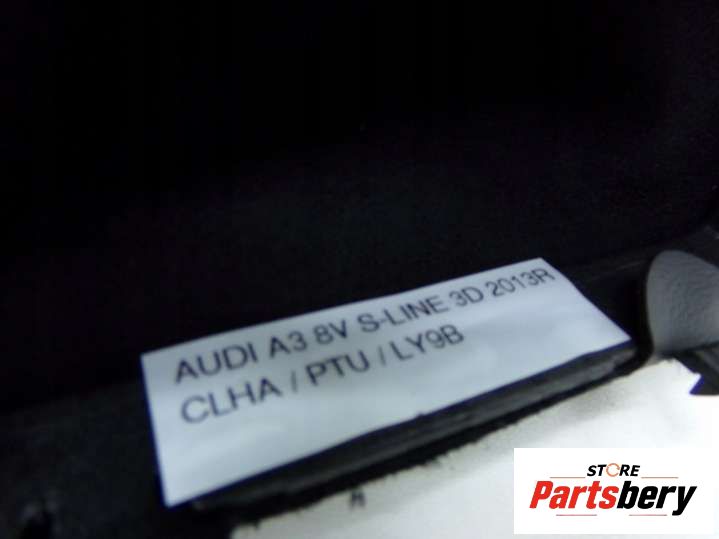 AUDI A3 8V S-LINE 3D 2013R
CLHA / PTU / LY9B
STORE
Partsbery